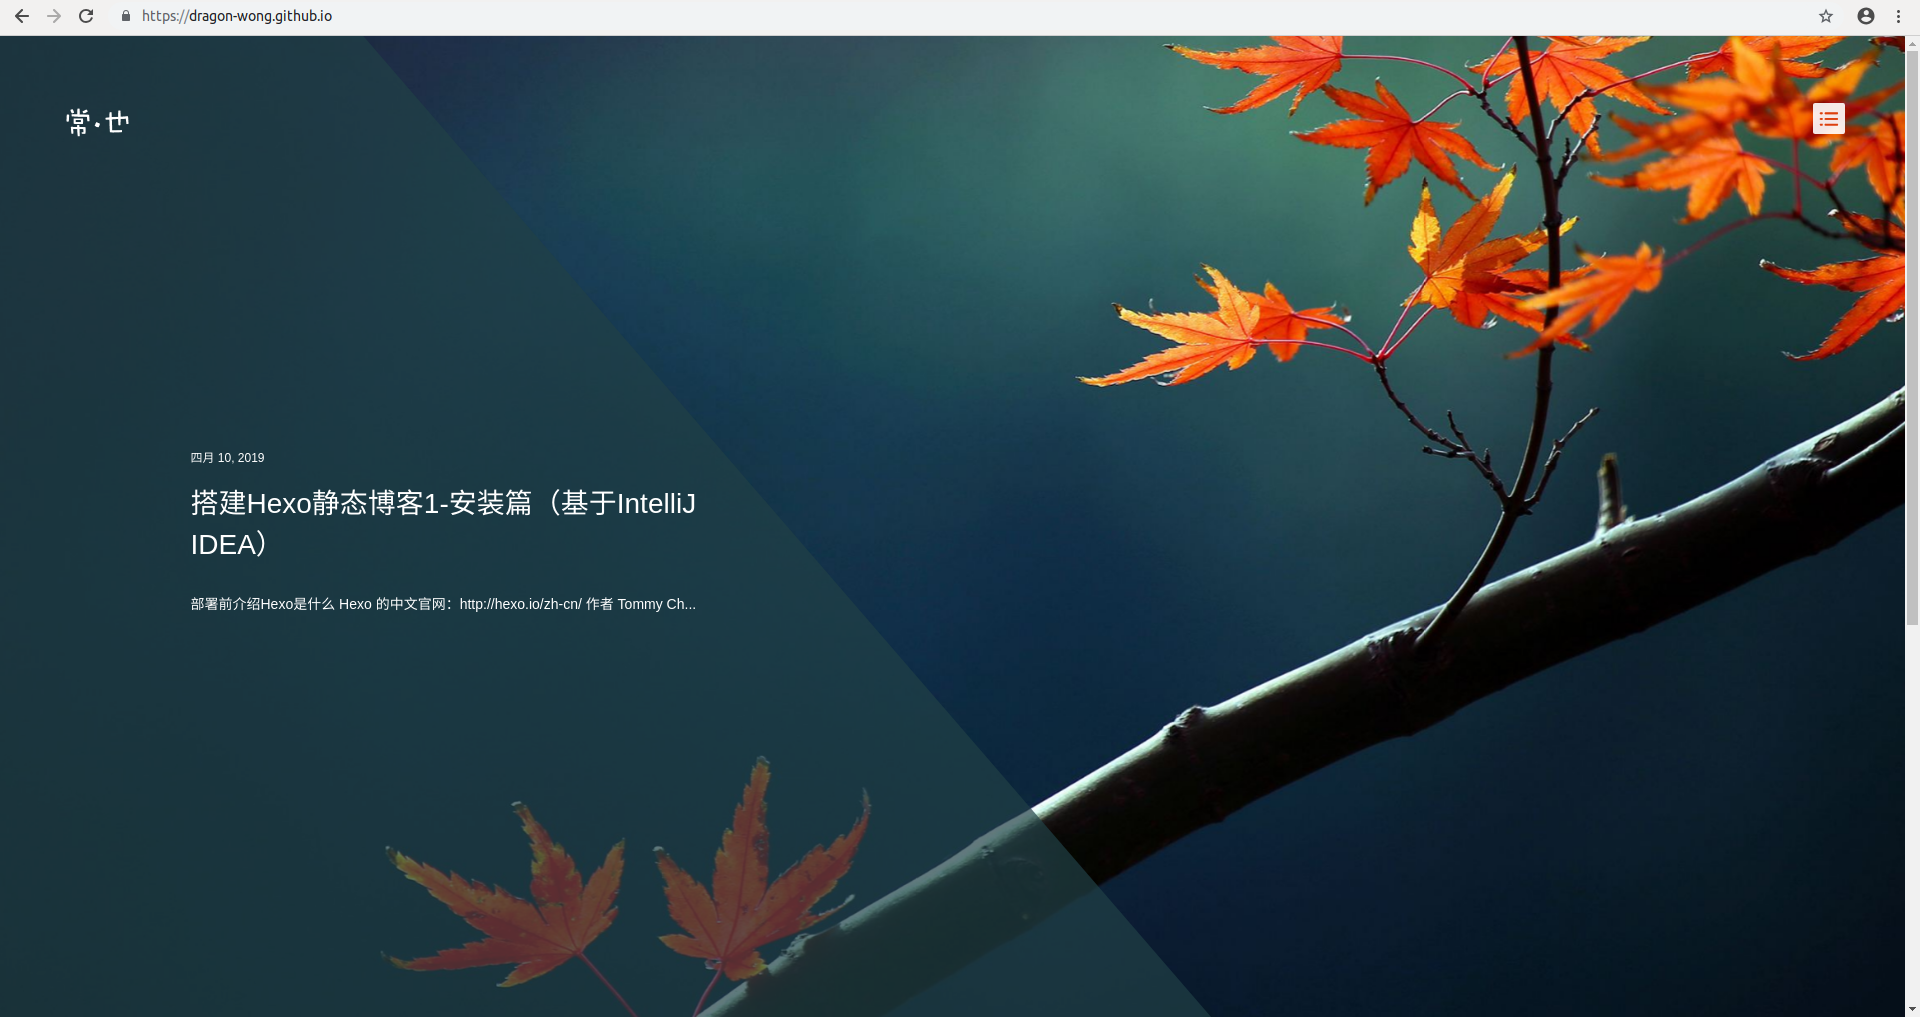 https://dragon-wong.github.io
常·也
四月 10, 2019
搭建Hexo静态博客1-安装篇（基于IntelliJ
IDEA）
部署前介绍Hexo是什么 Hexo 的中文官网：http://hexo.io/zh-cn/ 作者 Tommy Ch...